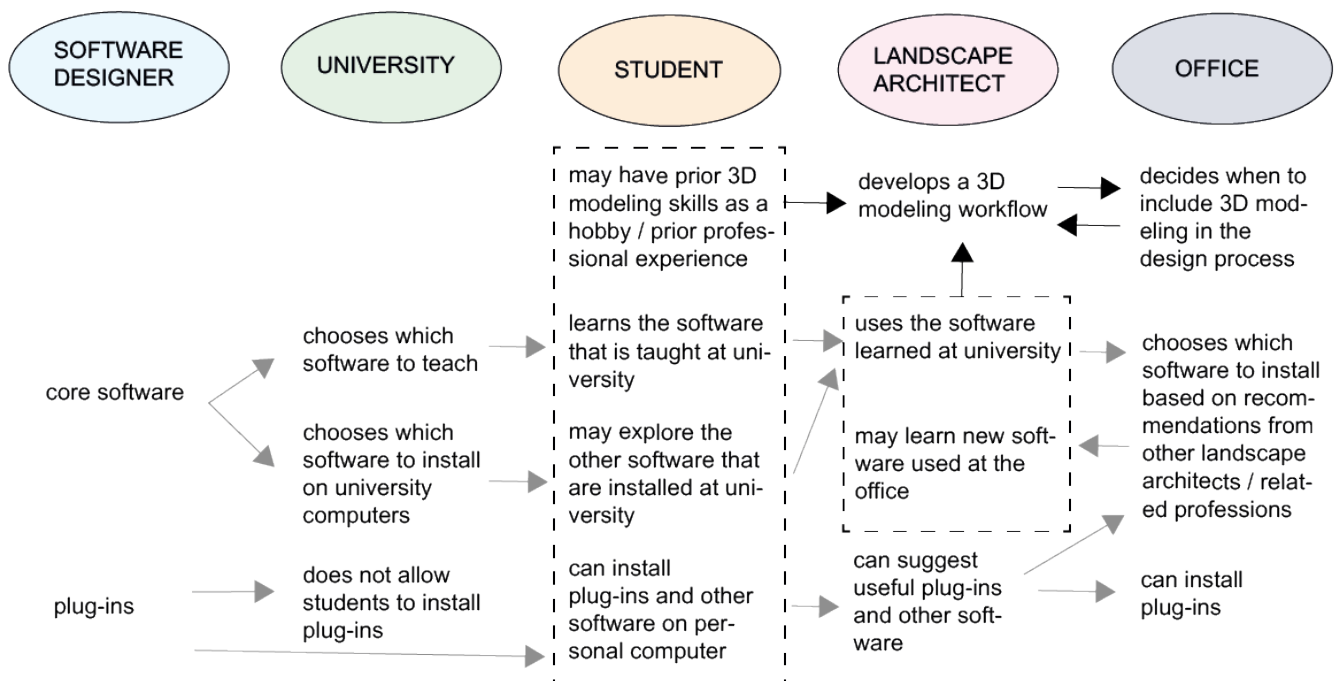 SOFTWARE
DESIGNER
UNIVERSITY
STUDENT
LANDSCAPE
ARCHITECT
OFFICE
may have prior 3D
modeling skills as a
hobby / prior profes-
sional experience
develops a 3D
modeling workflow
decides when to
include 3D mod-
eling in the
design process
core software
chooses which
software to teach
learns the software
that is taught at uni-
versity
uses the software
learned at university
chooses which
software to install
based on recom-
mendations from
other landscape
architects / relat-
ed professions
chooses which
software to install
on university
computers
may explore the
other software that
are installed at uni-
versity
may learn new soft-
ware used at the
office
plug-ins
does not allow
students to install
plug-ins
can install
plug-ins and other
software on per-
sonal computer
can suggest
useful plug-ins
and other soft-
ware
can install
plug-ins